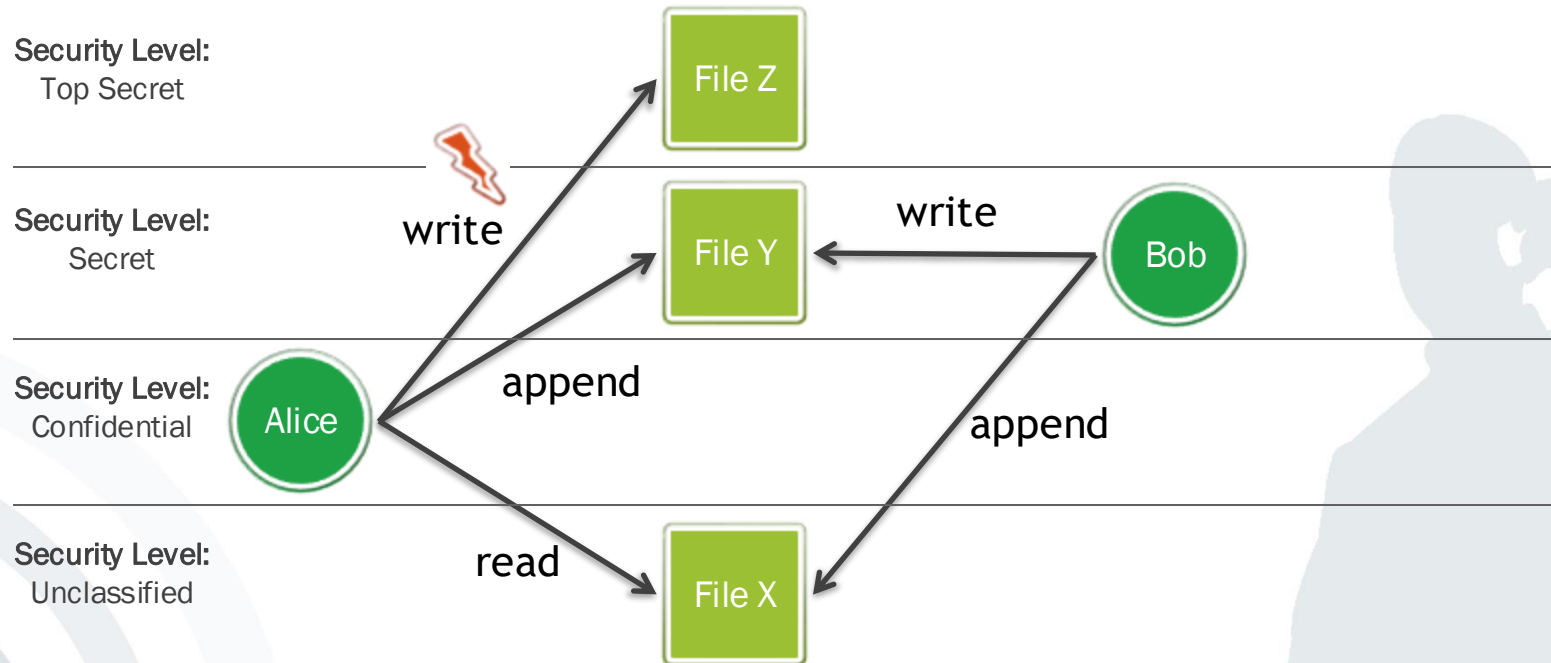 Security Level:
Top Secret
File Z
write
Security Level:
Secret
File Y
write
Bob
Security Level:
Confidential
Alice
append
append
Security Level:
Unclassified
read
File X